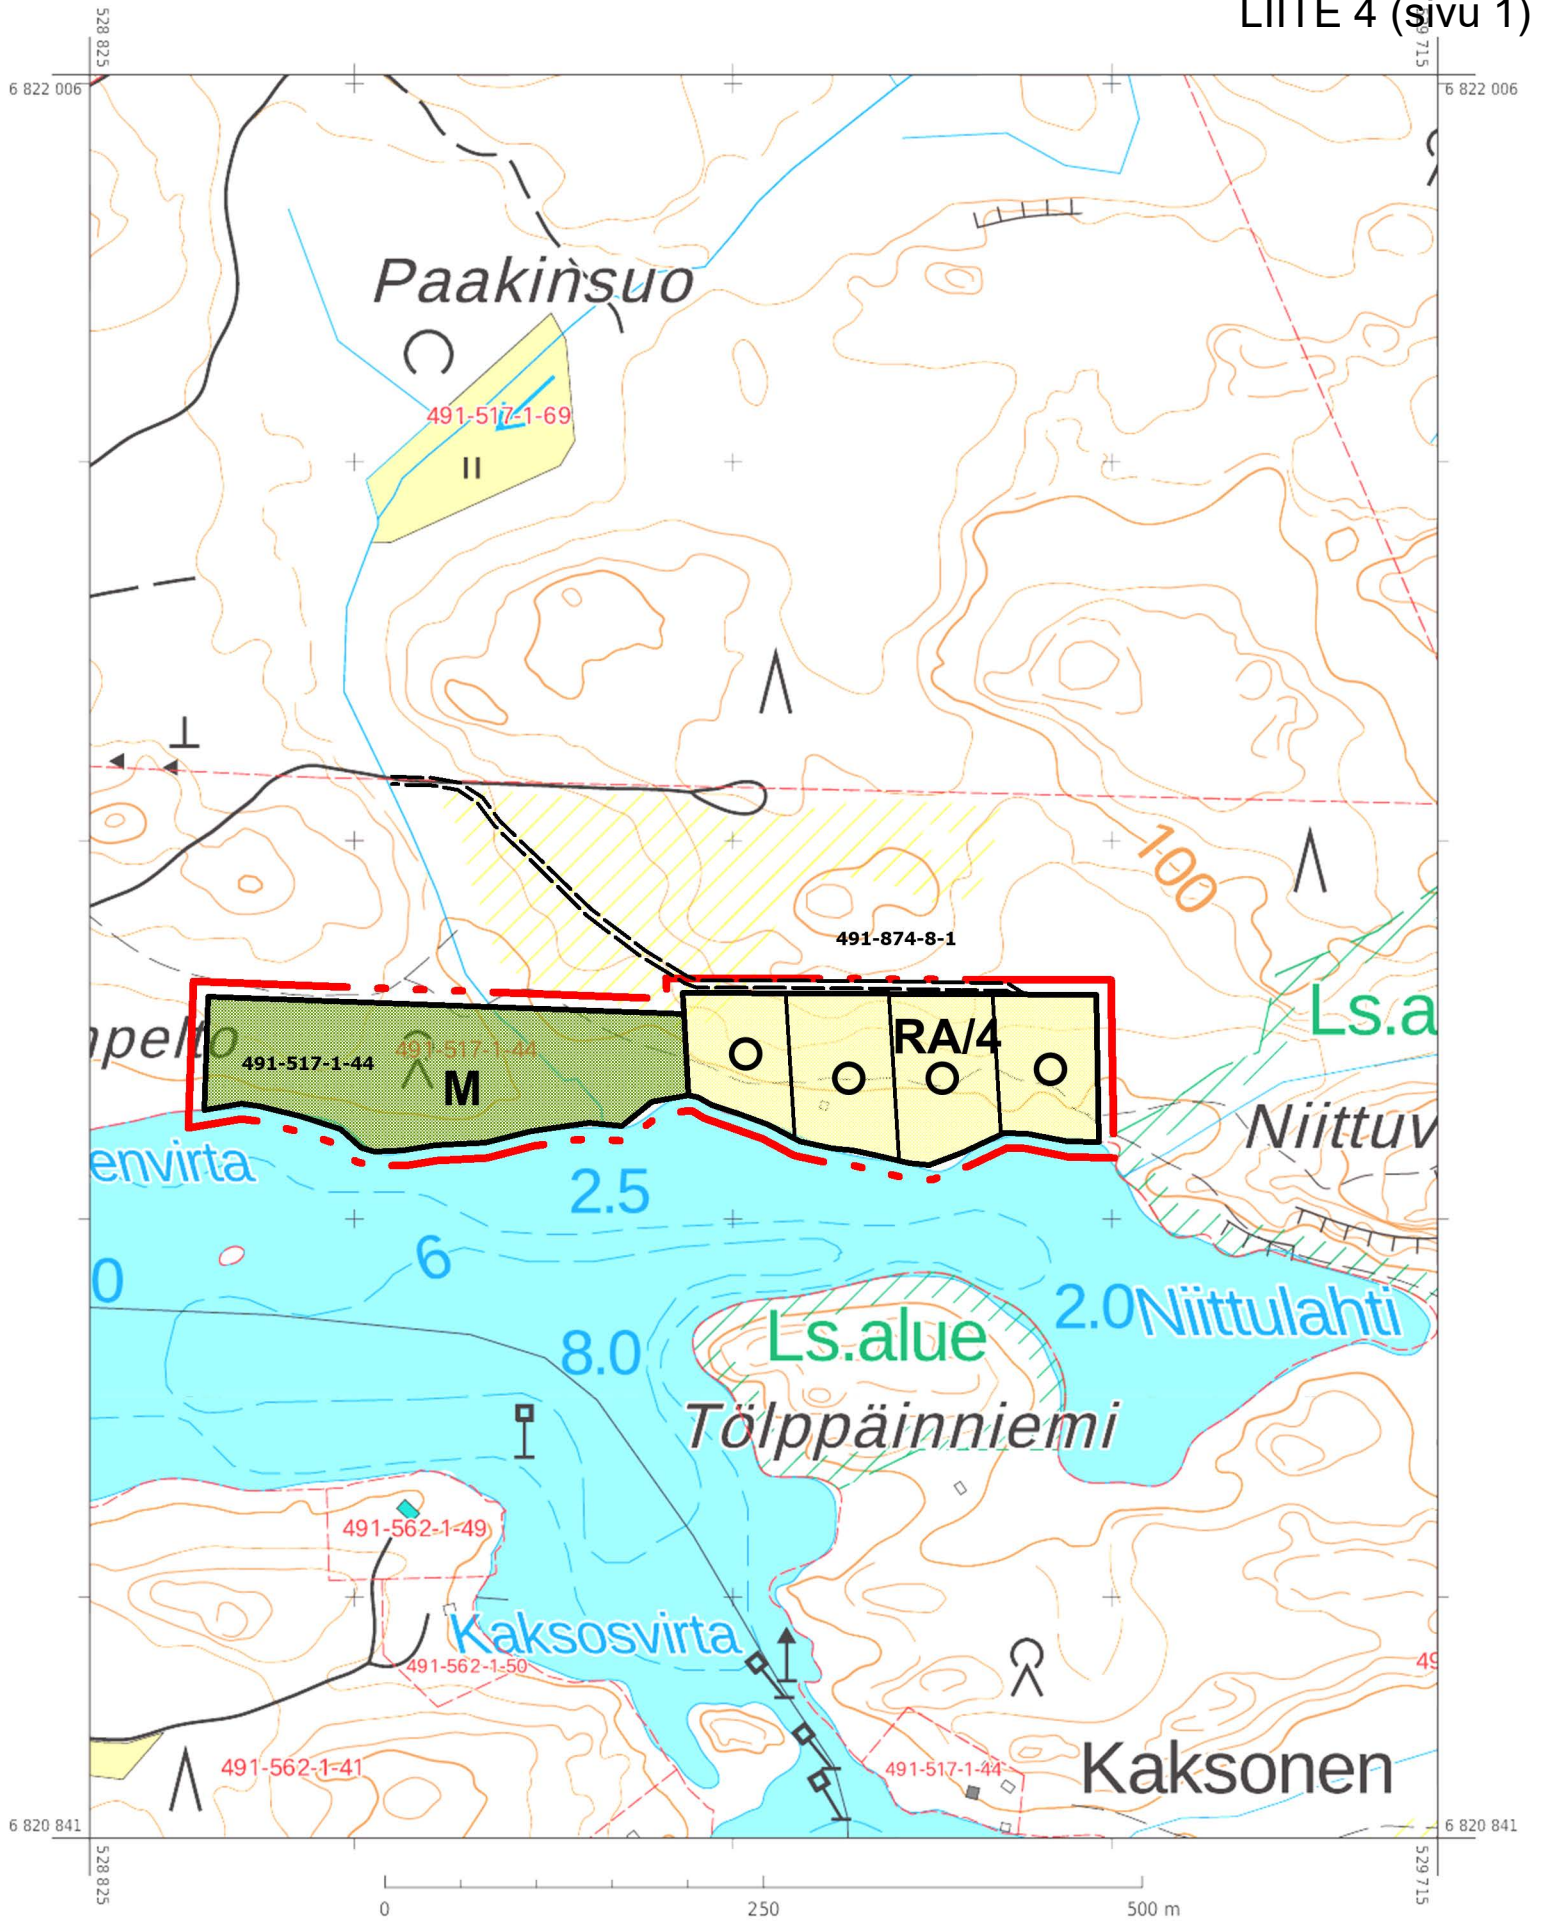 LIITE 4 (sivu 1)
528 825
529 715
6 822 006
6 822 006
Paakinsuo
491-517-1-69
100
491-874-8-1
Ls.a
npelto
491-517-1-44
491-517-1-44
M
RA/4
Niittuv
envirta
2.5
6
0
2.0
Niittulahti
8.0
Ls.alue
Tölppäinniemi
491-562-1-49
Kaksosvirta
491-562-1-50
49
491-562-1-41
491-517-1-44
Kaksonen
6 820 841
6 820 841
528 825
529 715
0
250
500 m